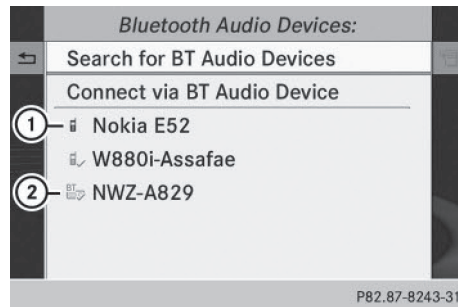 Bluetooth Audio Devices:
Search for BT Audio Devices
Connect via BT Audio Device
1
Nokia E52
W880i-Assafae
2
BT
NWZ-A829
P82.87-8243-31